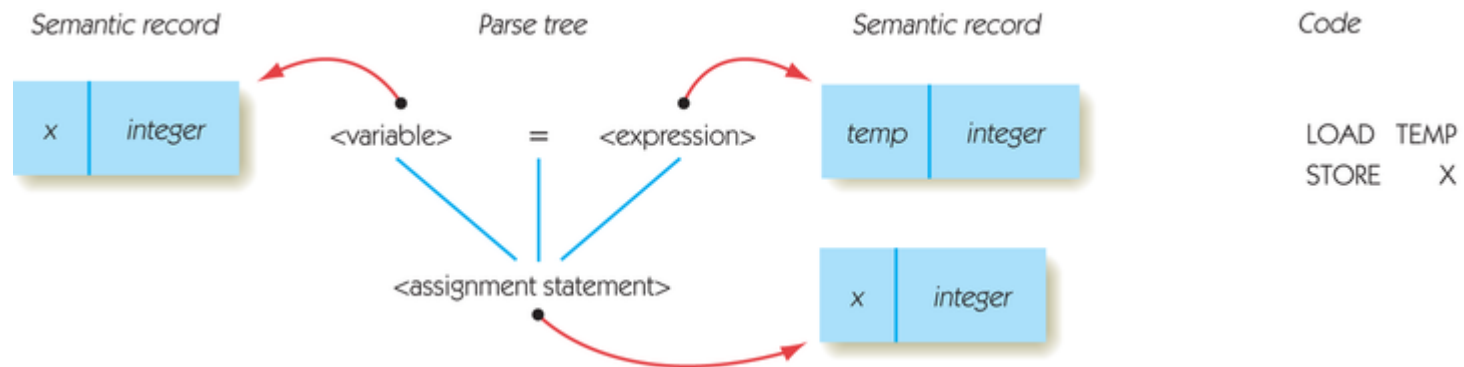 Semantic record Parse tree Semantic record Code
x integer <variable> = <expression> temp integer LOAD TEMP
STORE X
<assignment statement> x integer